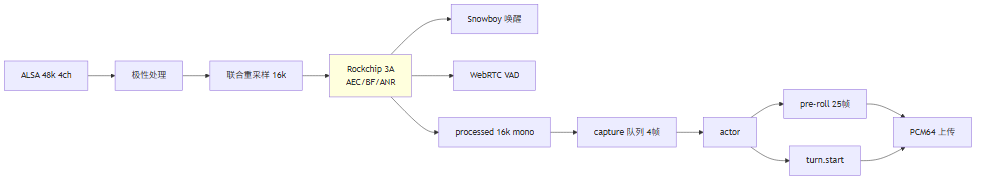 ALSA 48k 4ch
极性处理
联合重采样 16k
Rockchip 3A
AEC/BF/ANR
Snowboy 唤醒
WebRTC VAD
processed 16k mono
capture 队列 4帧
actor
pre-roll 25帧
turn.start
PCM64 上传